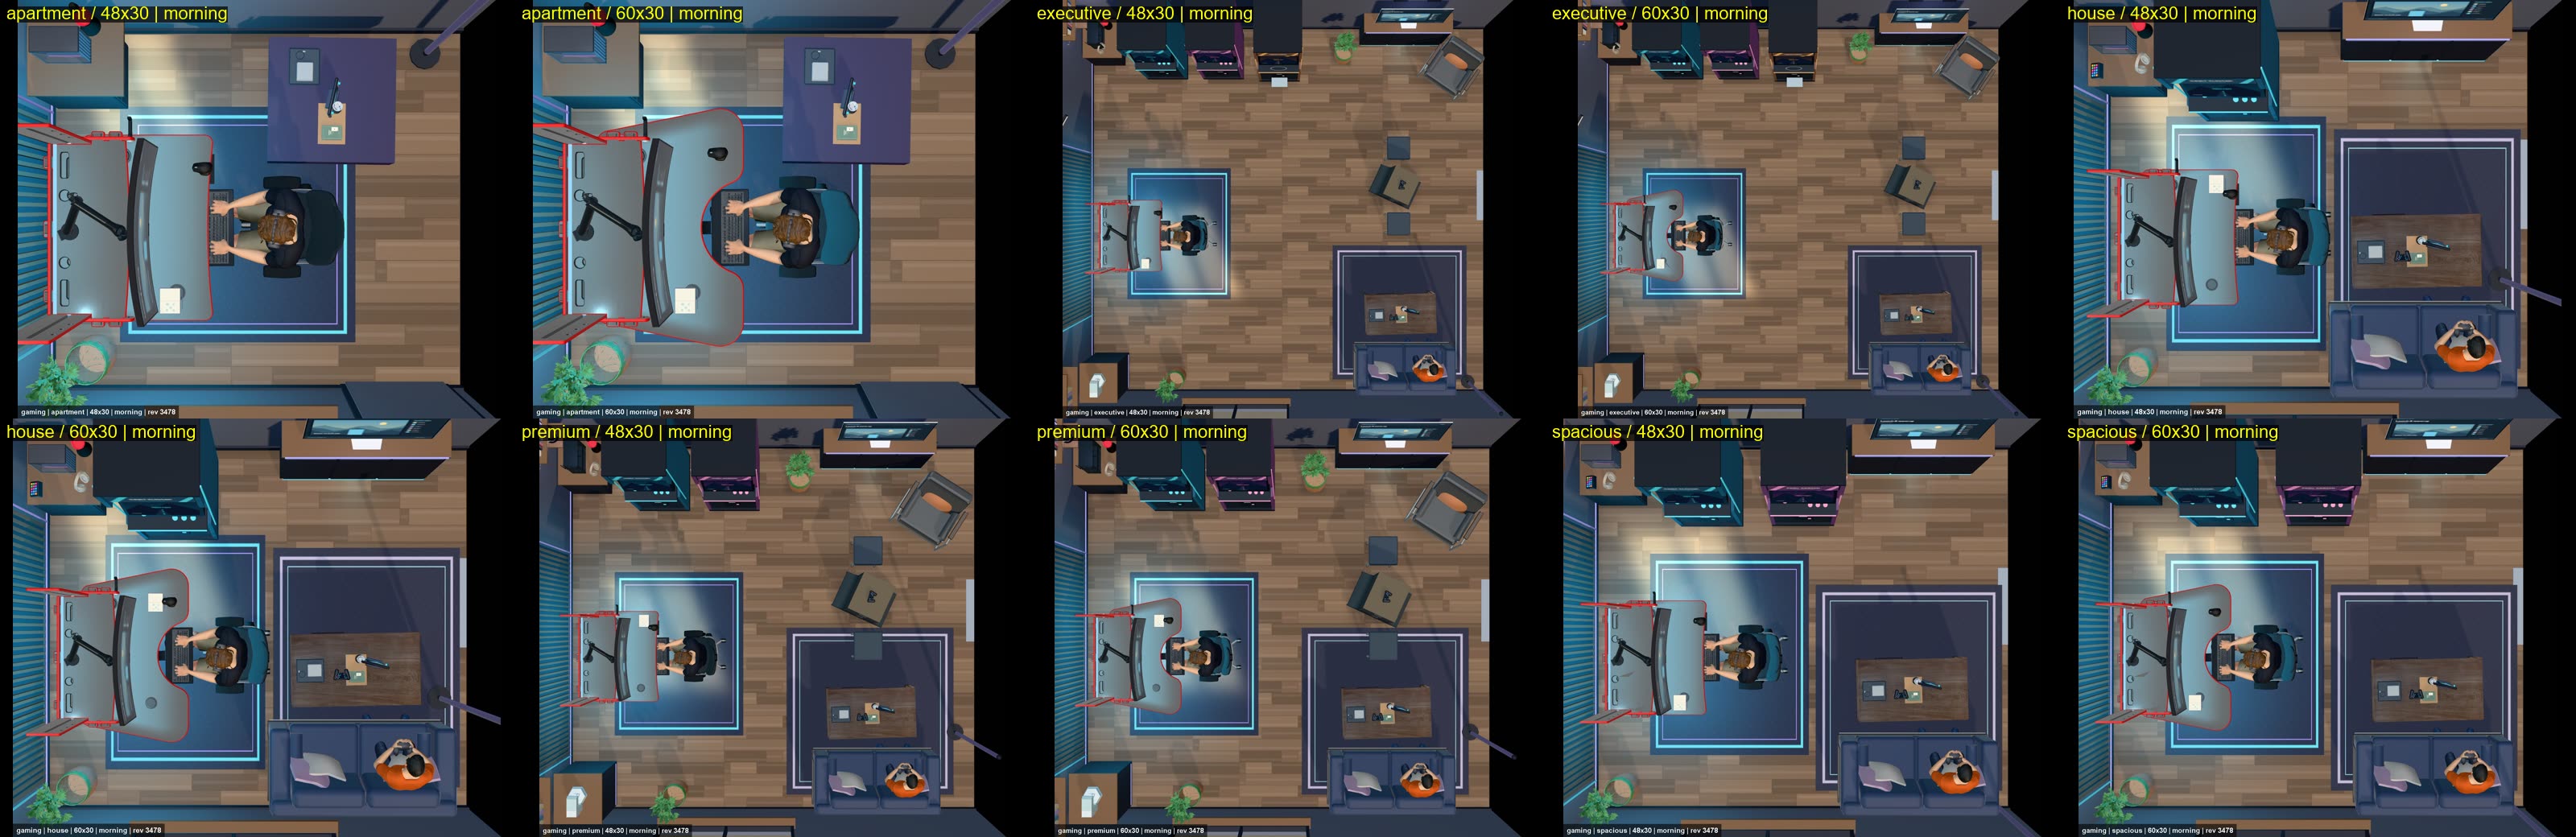 apartment / 48x30 | morning
apartment / 60x30 | morning
executive / 48x30 | morning
executive / 60x30 | morning
house / 48x30 | morning
gaming | apartment | 48x30 | morning | rev 3478
gaming | apartment | 60x30 | morning | rev 3478
gaming | executive | 48x30 | morning | rev 3478
gaming | executive | 60x30 | morning | rev 3478
gaming | house | 48x30 | morning | rev 3478
house / 60x30 | morning
premium / 48x30 | morning
premium / 60x30 | morning
spacious / 48x30 | morning
spacious / 60x30 | morning
gaming | house | 60x30 | morning | rev 3478
gaming | premium | 48x30 | morning | rev 3478
gaming | premium | 60x30 | morning | rev 3478
gaming | spacious | 48x30 | morning | rev 3478
gaming | spacious | 60x30 | morning | rev 3478